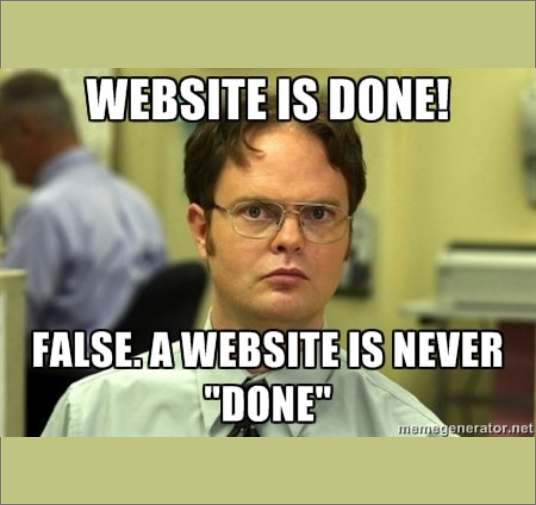 WEBSITE IS DONE!
FALSE. A WEBSITE IS NEVER
"DONE"
memegenerator.net